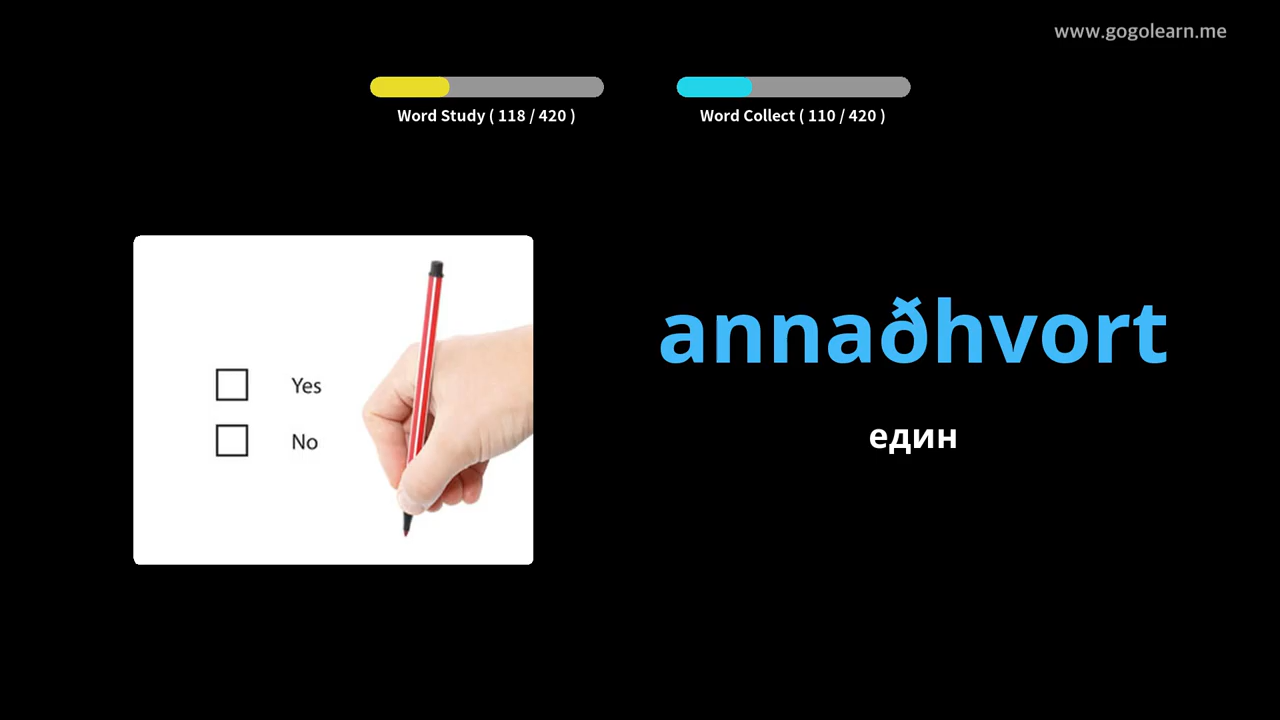 www.gogolearn.me
Word Study ( 118 / 420 )
Word Collect ( 110 / 420 )
Yes
No
annaðhvort
един